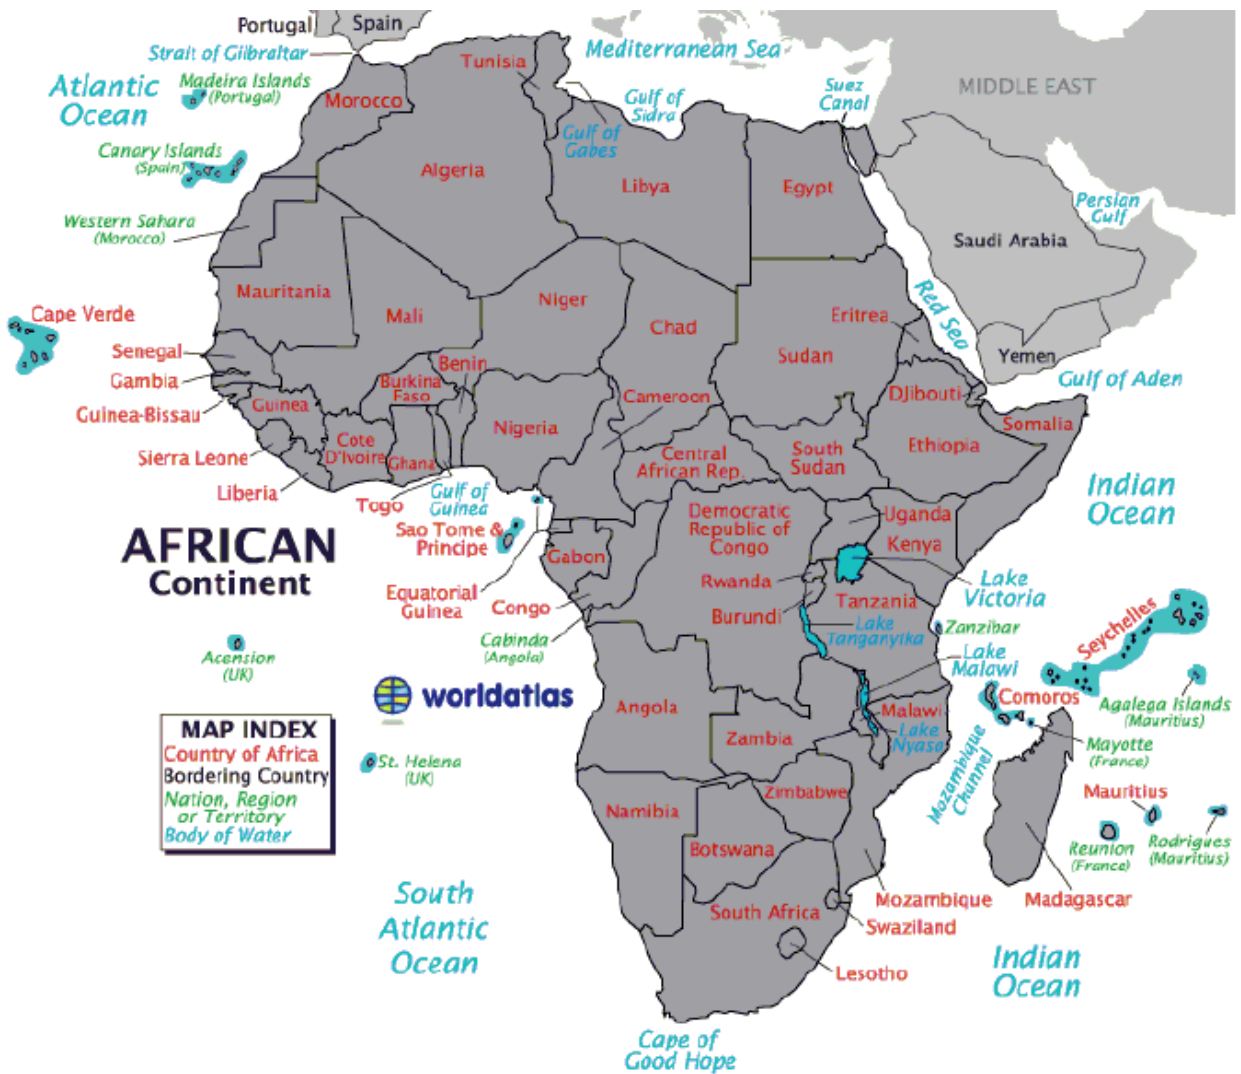 Portugal
Spain
Strait of Gilbraltar
Mediterranean Sea
Atlantic
Ocean
Madeira Islands
(Portugal)
Tunisia
Morocco
Gulf of
Sidra
Suez
Canal
MIDDLE EAST
Gulf of
Gabes
Canary Islands
(Spain)
Algeria
Libya
Egypt
Persian
Gulf
Western Sahara
(Morocco)
Saudi Arabia
Mauritania
Mali
Niger
Chad
Red Sea
Cape Verde
Eritrea
Sudan
Yemen
Senegal
Gambia
Guinea-Bissau
Benin
Burkina
Faso
Guinea
Cameroon
DJibouti
Gulf of Aden
Somalia
Nigeria
Cote
D'Ivoire
Ghana
Central
African Rep.
South
Sudan
Ethiopia
Sierra Leone
Liberia
Togo
Gulf of
Guinea
Indian
Ocean
Democratic
Republic of
Congo
Uganda
Kenya
Sao Tome &
Principe
Gabon
AFRICAN
Continent
Equatorial
Guinea
Congo
Rwanda
Burundi
Tanzania
Lake
Victoria
Lake
Tanganyika
Zanzibar
Seychelles
Cabinda
(Angola)
Acension
(UK)
Lake
Malawi
Comoros
Agalega Islands
(Mauritius)
worldatlas
Angola
Zambia
Malawi
Lake
Nyasa
Mozambique
Channel
Mayotte
(France)
MAP INDEX
Country of Africa
Bordering Country
Nation, Region
or Territory
Body of Water
St. Helena
(UK)
Namibia
Zimbabwe
Botswana
Mauritius
Reunion
(France)
Rodrigues
(Mauritius)
South
Atlantic
Ocean
South Africa
Mozambique
Swaziland
Madagascar
Lesotho
Indian
Ocean
Cape of
Good Hope